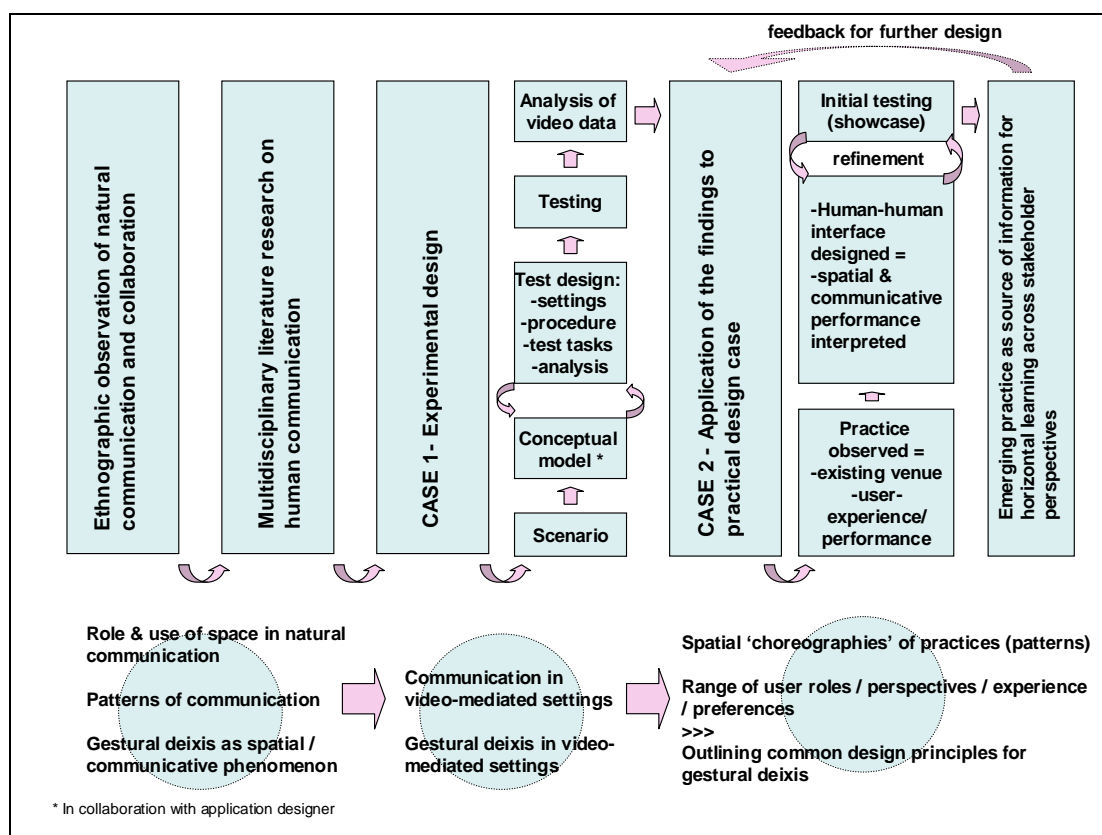 feedback for further design
Ethnographic observation of natural
communication and collaboration
Multidisciplinary literature research on
human communication
CASE 1- Experimental design
Analysis of
video data
Testing
Test design:
-settings
-procedure
-test tasks
-analysis
Conceptual
model *
Scenario
CASE 2 - Application of the findings to
practical design case
Initial testing
(showcase)
refinement
-Human-human
interface
designed =
-spatial &
communicative
performance
interpreted
Practice
observed =
-existing venue
-user-
experience/
performance
Emerging practice as source of information for
horizontal learning across stakeholder
perspectives
Role & use of space in natural
communication
Patterns of communication
Gestural deixis as spatial /
communicative phenomenon
Communication in
video-mediated settings
Gestural deixis in video-
mediated settings
Spatial ‘choreographies’ of practices (patterns)
Range of user roles / perspectives / experience
/ preferences
>>>
Outlining common design principles for
gestural deixis
* In collaboration with application designer